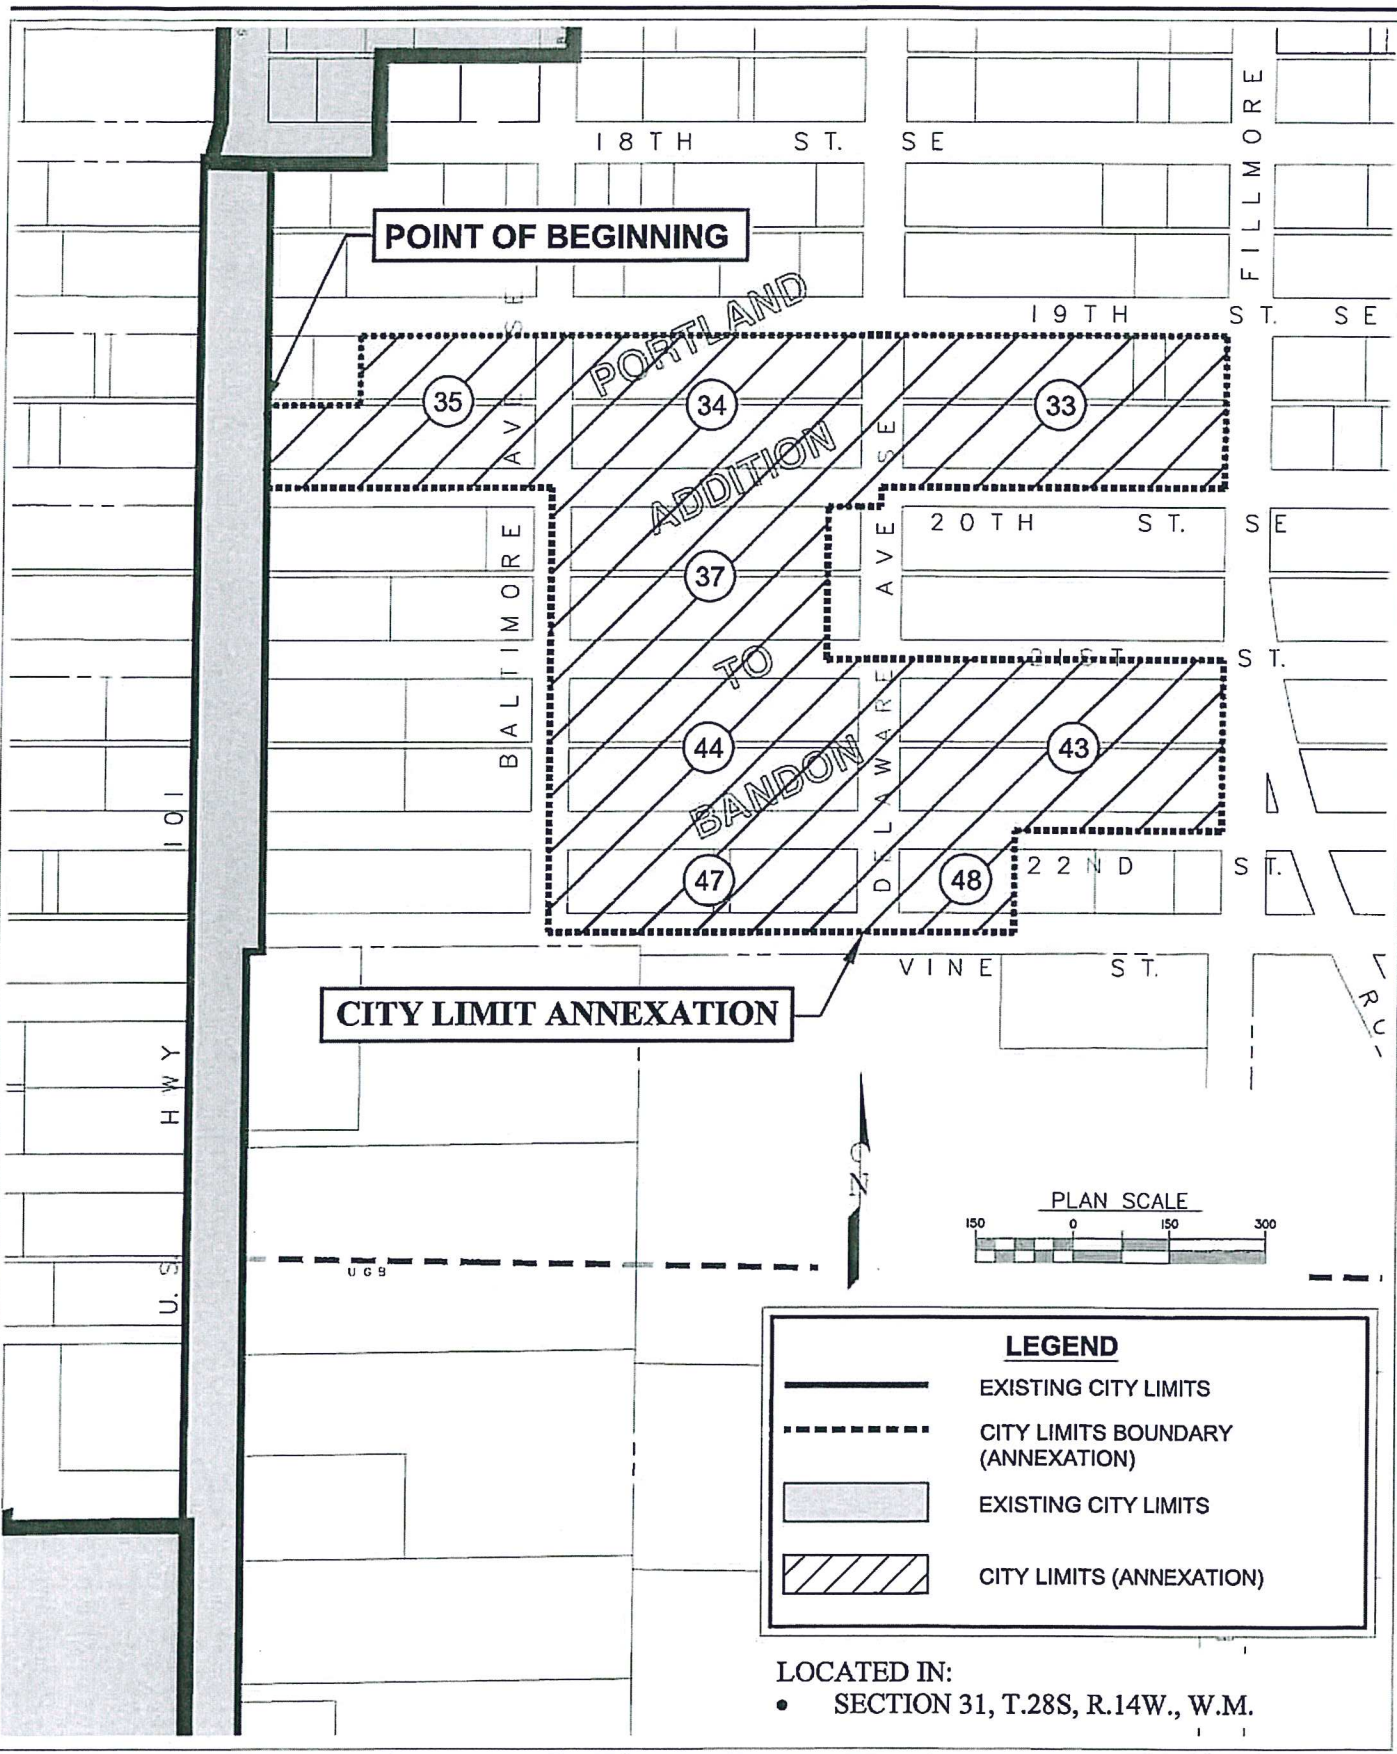 18TH ST. SE
FILLMORE
POINT OF BEGINNING
19TH ST. SE
PORTLAND
ADDITION
TO
BANDON
35
34
33
AVE SE
BALTIMORE
20TH ST. SE
37
DELAWARE AVE SE
21ST ST.
44
43
47
48
22ND ST.
VINE ST.
CITY LIMIT ANNEXATION
U.S. HWY 101
UGB
N
PLAN SCALE
150 0 150 300
LEGEND
EXISTING CITY LIMITS
CITY LIMITS BOUNDARY
(ANNEXATION)
EXISTING CITY LIMITS
CITY LIMITS (ANNEXATION)
LOCATED IN:
• SECTION 31, T.28S, R.14W., W.M.